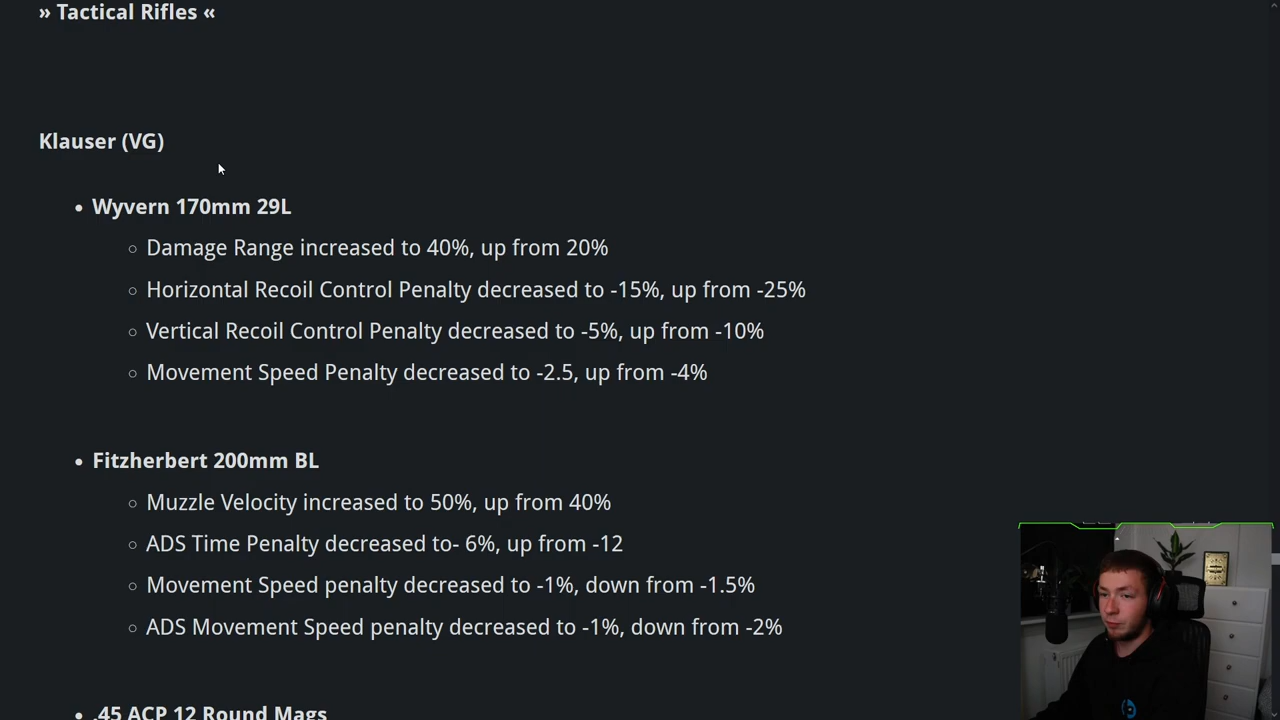 » Tactical Rifles «
Klauser (VG)
Wyvern 170mm 29L
Damage Range increased to 40%, up from 20%
Horizontal Recoil Control Penalty decreased to -15%, up from -25%
Vertical Recoil Control Penalty decreased to -5%, up from -10%
Movement Speed Penalty decreased to -2.5, up from -4%
Fitzherbert 200mm BL
Muzzle Velocity increased to 50%, up from 40%
ADS Time Penalty decreased to- 6%, up from -12
Movement Speed penalty decreased to -1%, down from -1.5%
ADS Movement Speed penalty decreased to -1%, down from -2%
.45 ACP 12 Round Mags